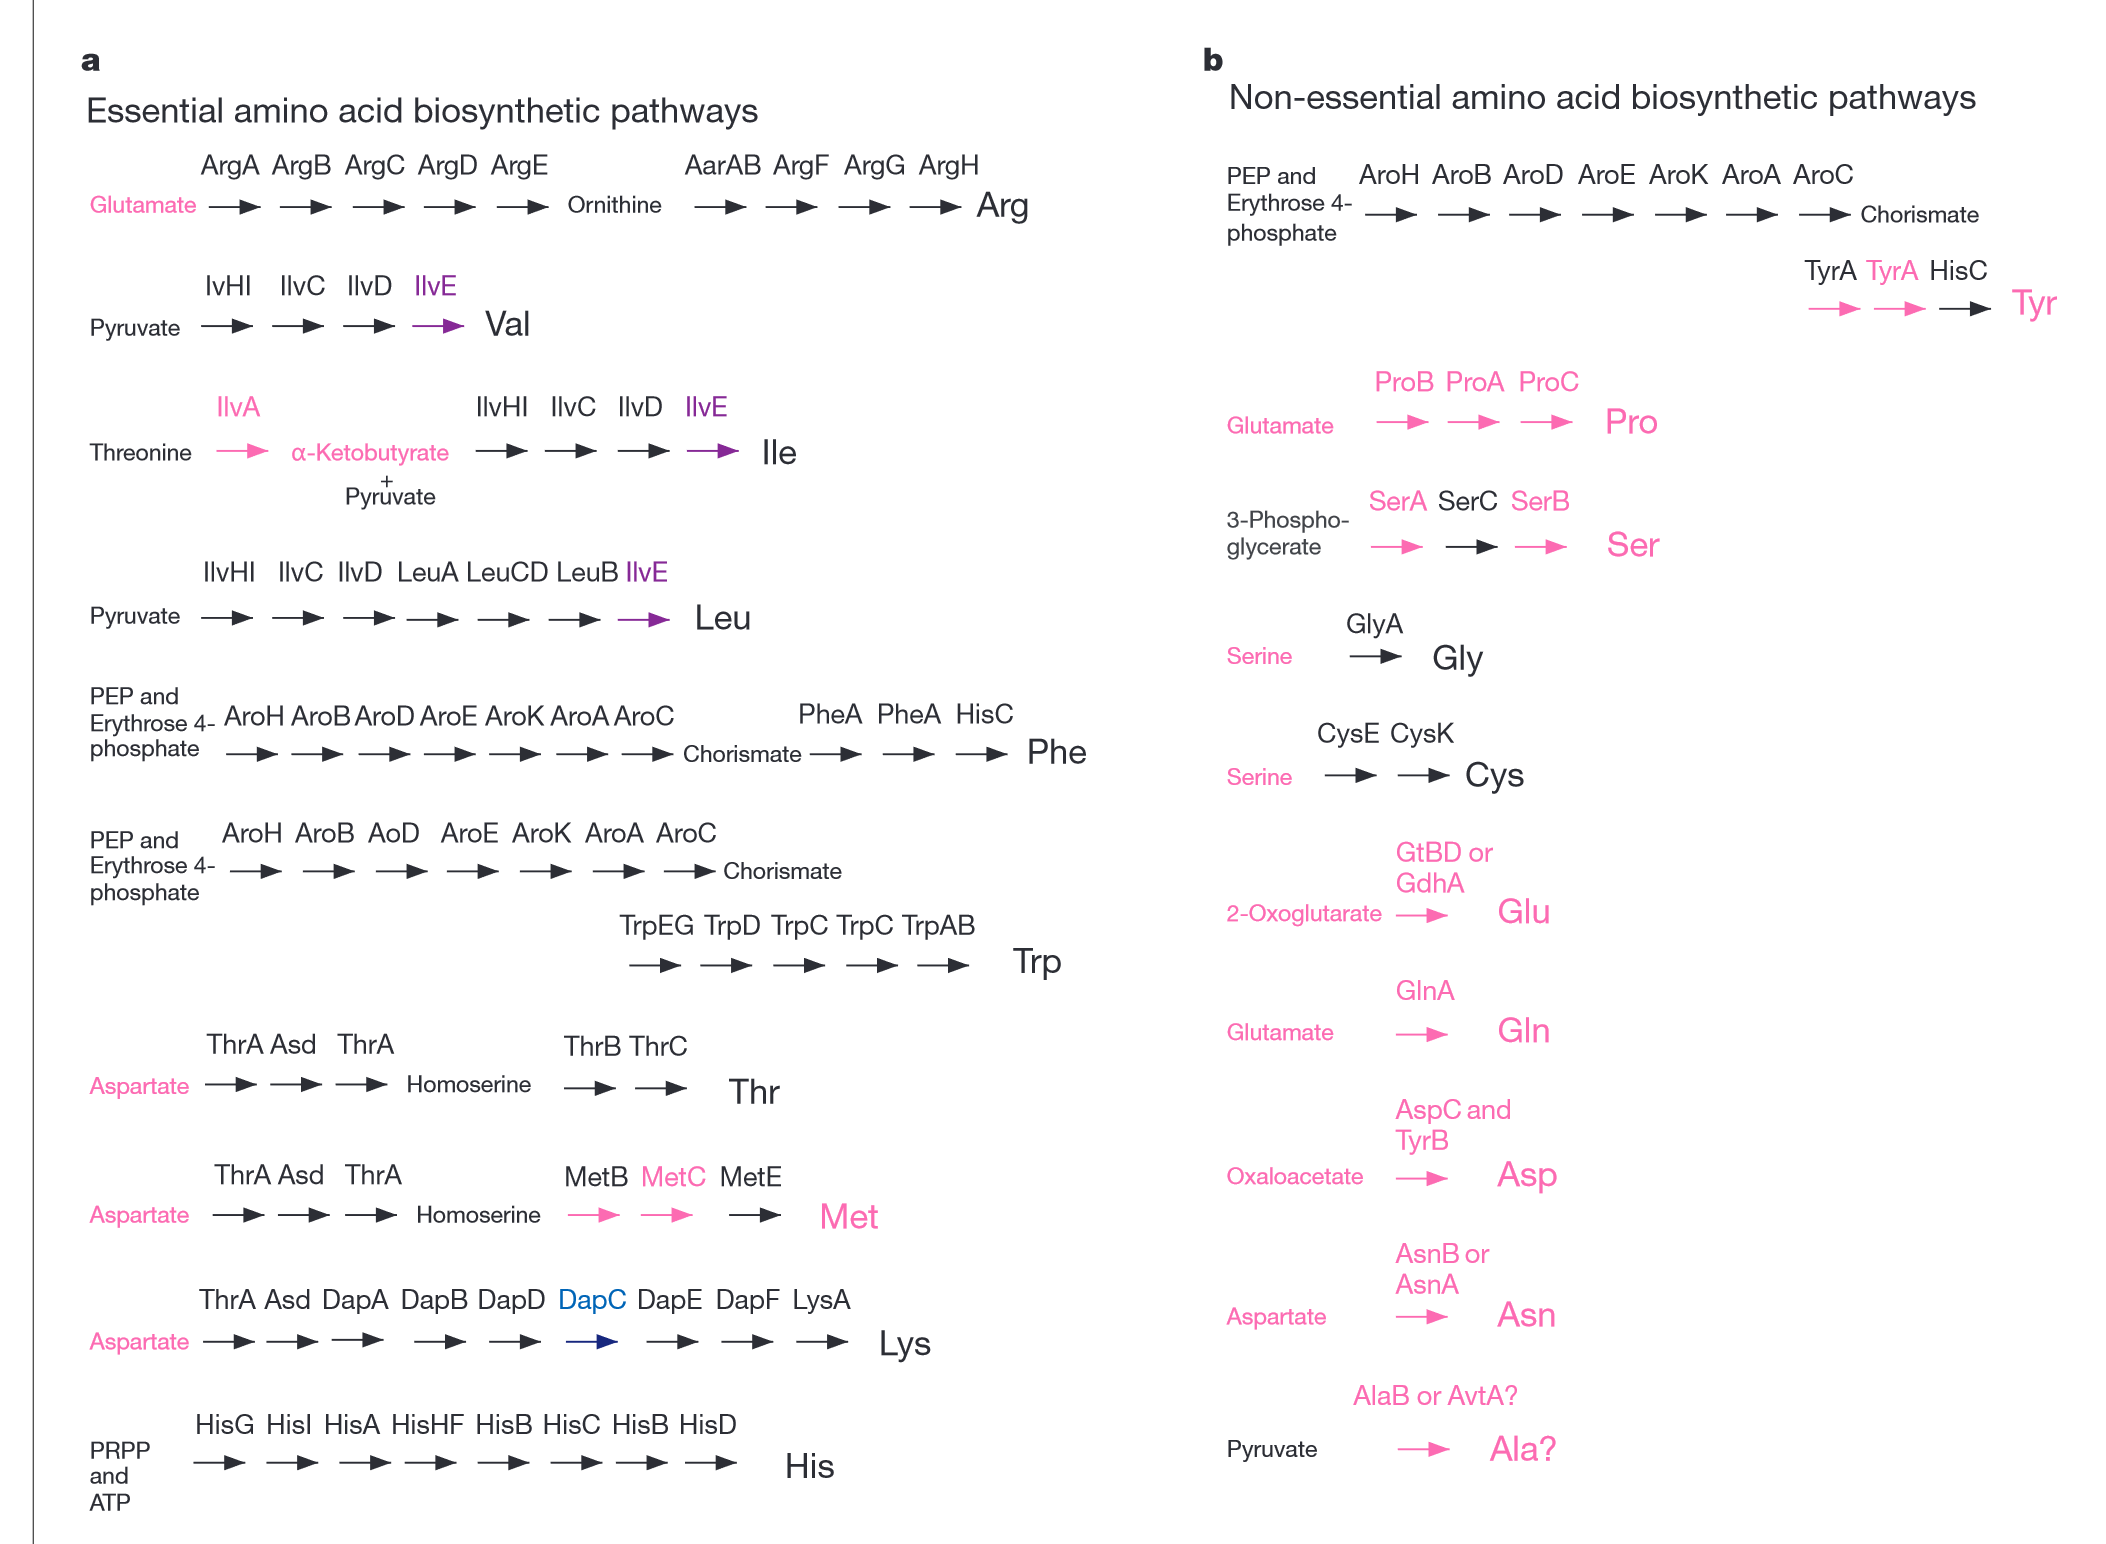 a
Essential amino acid biosynthetic pathways
ArgA ArgB ArgC ArgD ArgE AarAB ArgF ArgG ArgH
Glutamate Ornithine Arg
IvHI IlvC IlvD IlvE
Pyruvate Val
IlvA IlvHI IlvC IlvD IlvE
Threonine α-Ketobutyrate Ile
+
Pyruvate
IlvHI IlvC IlvD LeuA LeuCD LeuB IlvE
Pyruvate Leu
PEP and
Erythrose 4-
phosphate
AroH AroB AroD AroE AroK AroA AroC PheA PheA HisC
Chorismate Phe
PEP and
Erythrose 4-
phosphate
AroH AroB AoD AroE AroK AroA AroC
Chorismate
TrpEG TrpD TrpC TrpC TrpAB
Trp
ThrA Asd ThrA ThrB ThrC
Aspartate Homoserine Thr
ThrA Asd ThrA MetB MetC MetE
Aspartate Homoserine Met
ThrA Asd DapA DapB DapD DapC DapE DapF LysA
Aspartate Lys
HisG HisI HisA HisHF HisB HisC HisB HisD
PRPP
and
ATP
His
b
Non-essential amino acid biosynthetic pathways
PEP and
Erythrose 4-
phosphate
AroH AroB AroD AroE AroK AroA AroC
Chorismate
TyrA TyrA HisC
Tyr
ProB ProA ProC
Glutamate Pro
SerA SerC SerB
3-Phospho-
glycerate
Ser
GlyA
Serine Gly
CysE CysK
Serine Cys
GtBD or
GdhA
2-Oxoglutarate Glu
GlnA
Glutamate Gln
AspC and
TyrB
Oxaloacetate Asp
AsnB or
AsnA
Aspartate Asn
AlaB or AvtA?
Pyruvate Ala?